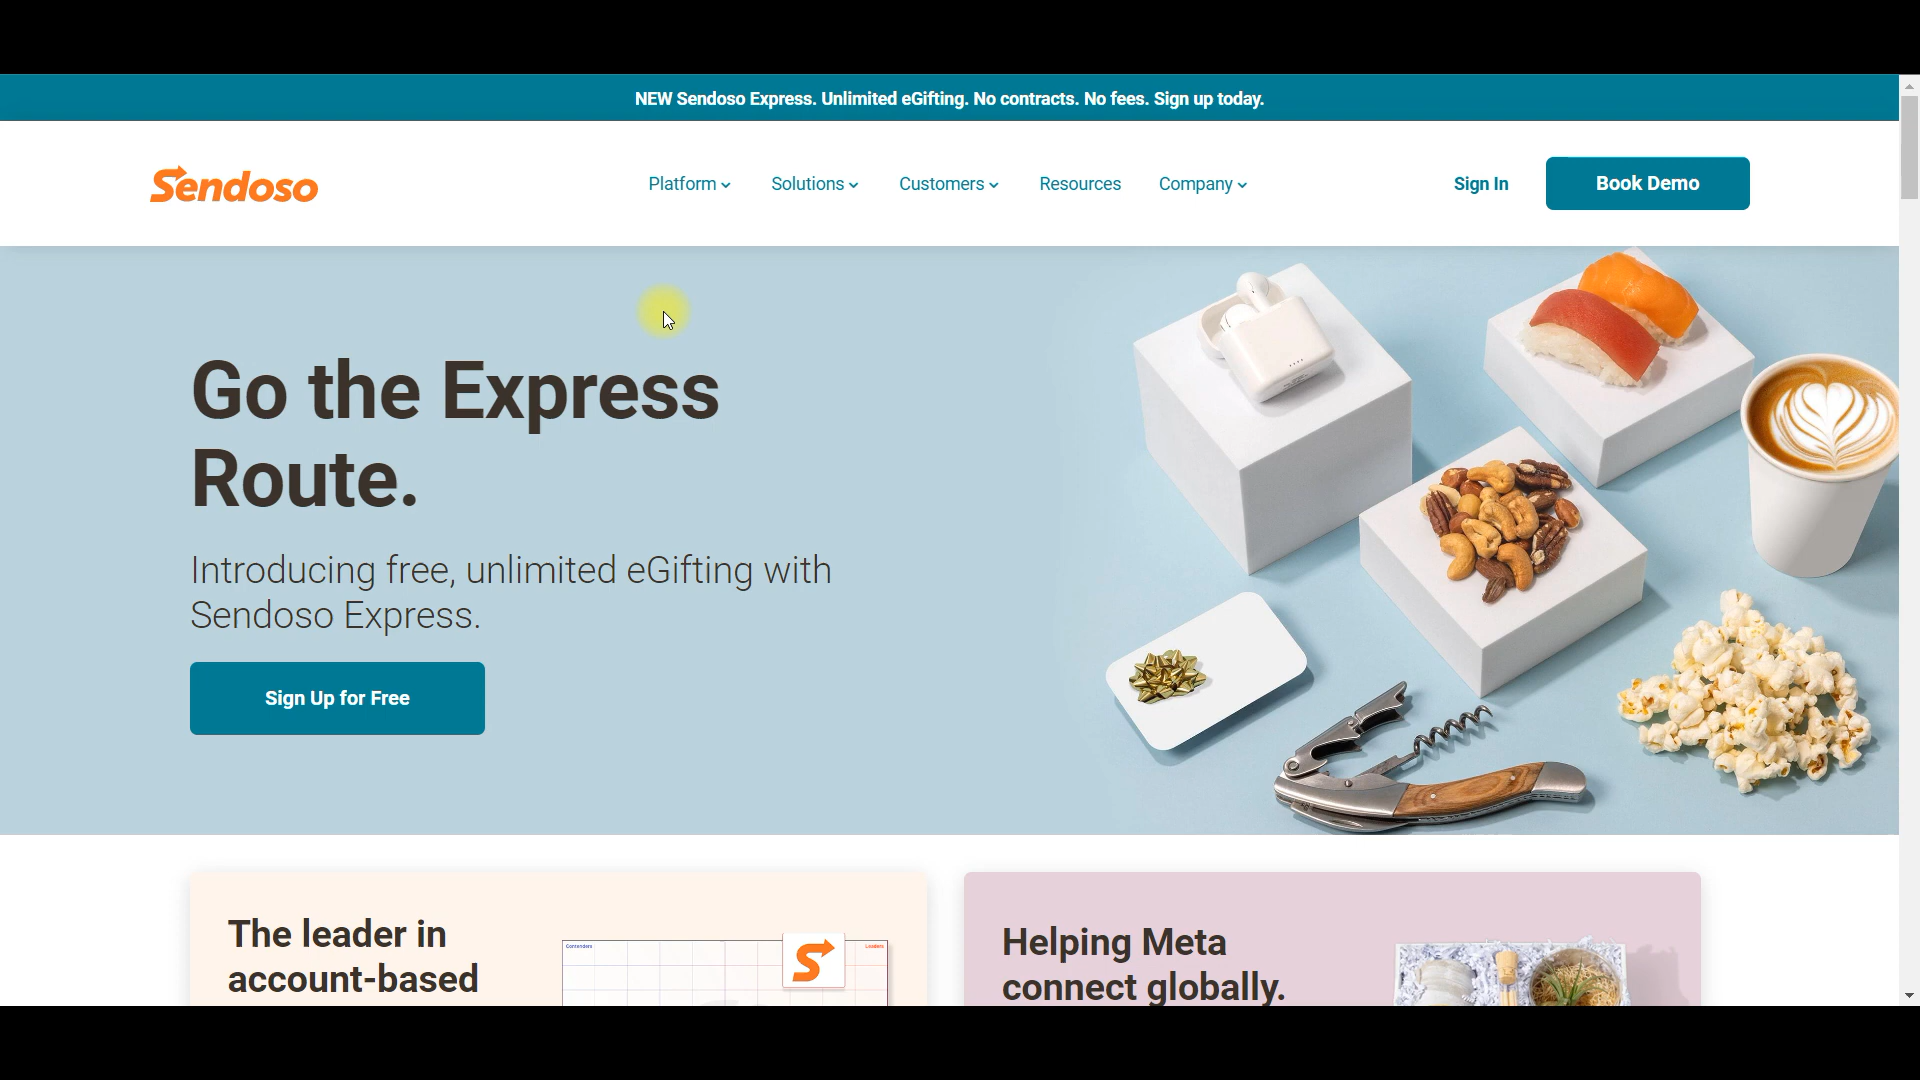 NEW Sendoso Express. Unlimited eGifting. No contracts. No fees. Sign up today.
Sendoso
Platform
Solutions
Customers
Resources
Company
Sign In
Book Demo
Go the Express
Route.
Introducing free, unlimited eGifting with
Sendoso Express.
Sign Up for Free
The leader in
account-based
Contenders
Leaders
S
Helping Meta
connect globally.